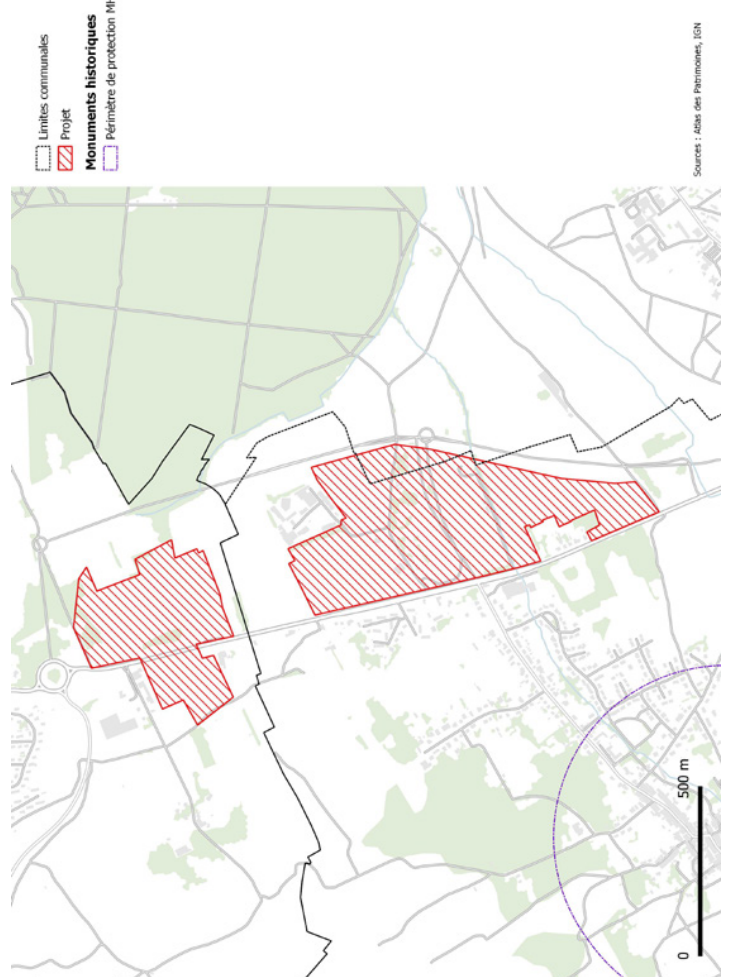 Limites communales
Projet
Monuments historiques
Périmètre de protection MH
Sources : Atlas des Patrimoines, IGN
0 500 m